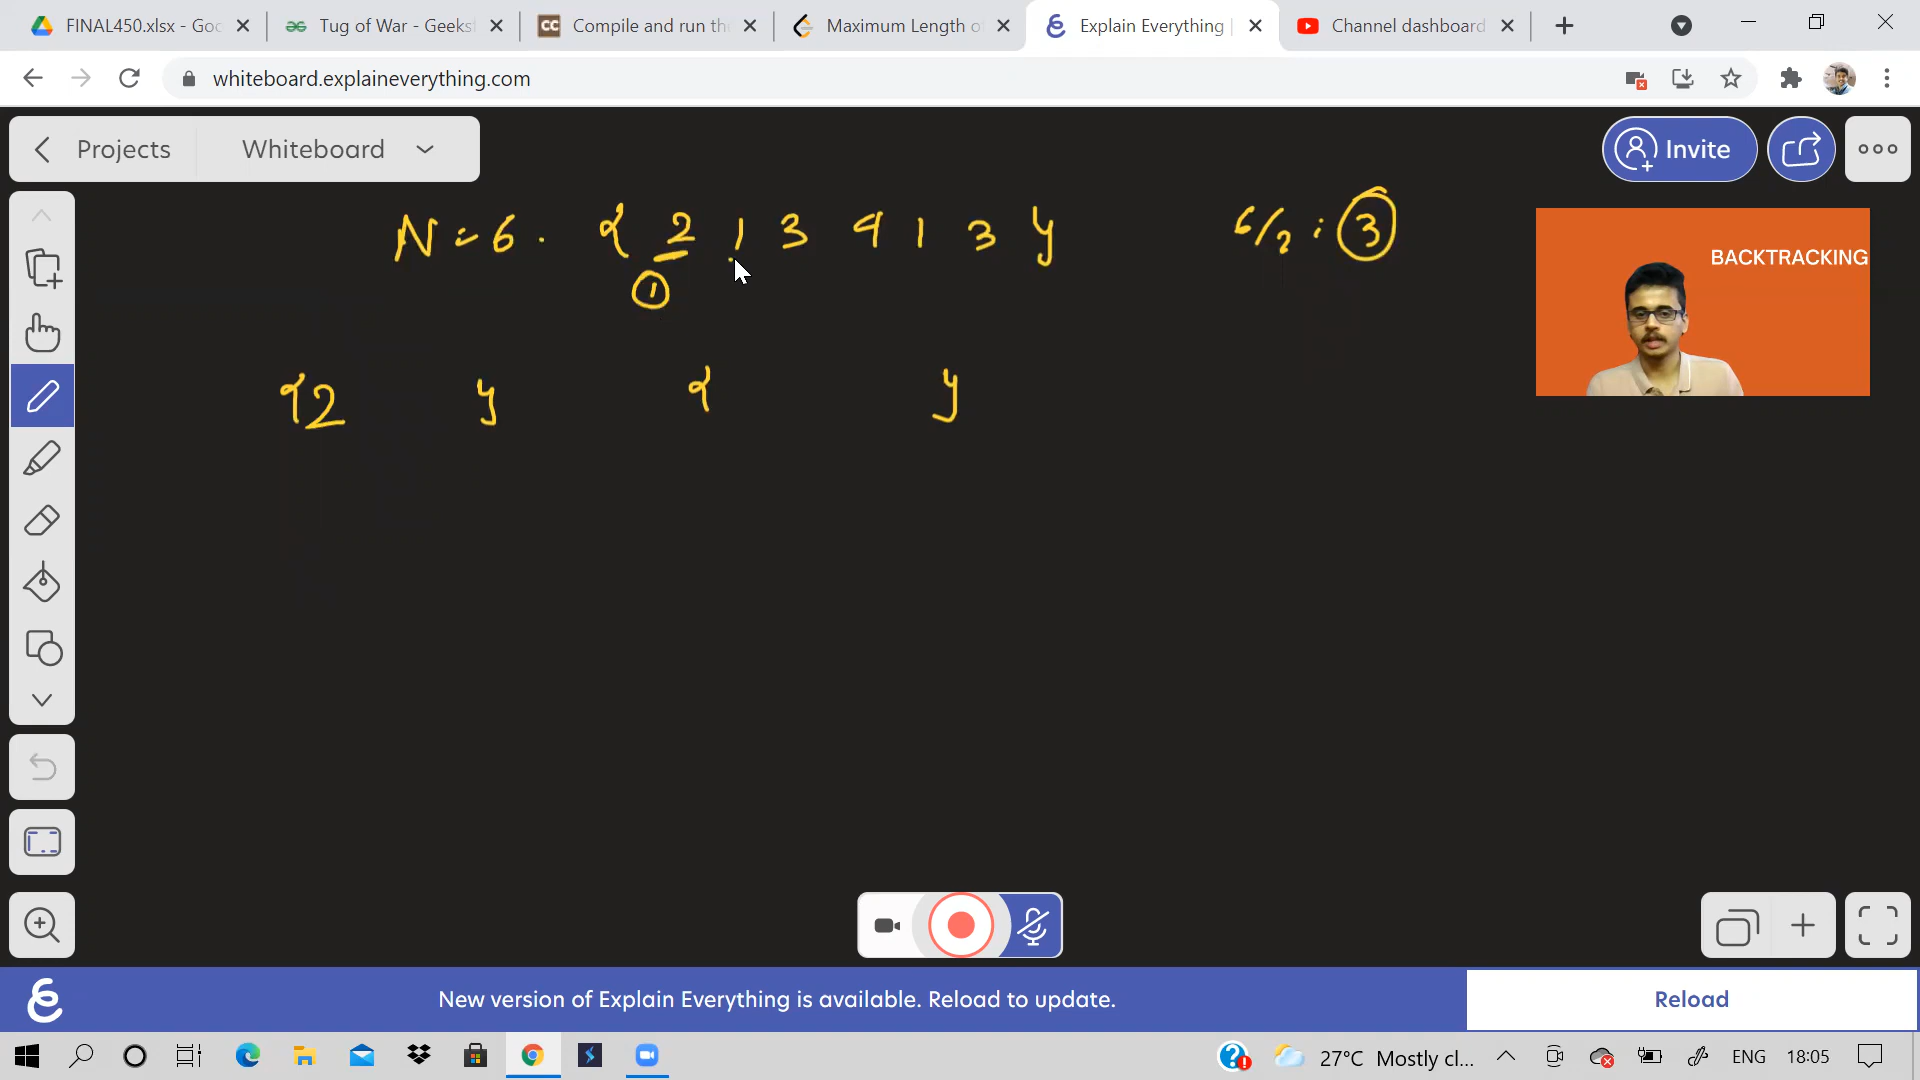 FINAL450.xlsx - Goo
Tug of War - Geekst
Compile and run the
Maximum Length o
Explain Everything |
Channel dashboard
whiteboard.explaineverything.com
Projects
Whiteboard
Invite
N = 6 . { 2 1 3 4 1 3 }
6/2 : 3
1
{ 2 } { }
BACKTRACKING
New version of Explain Everything is available. Reload to update.
Reload
27°C Mostly cl...
ENG
18:05